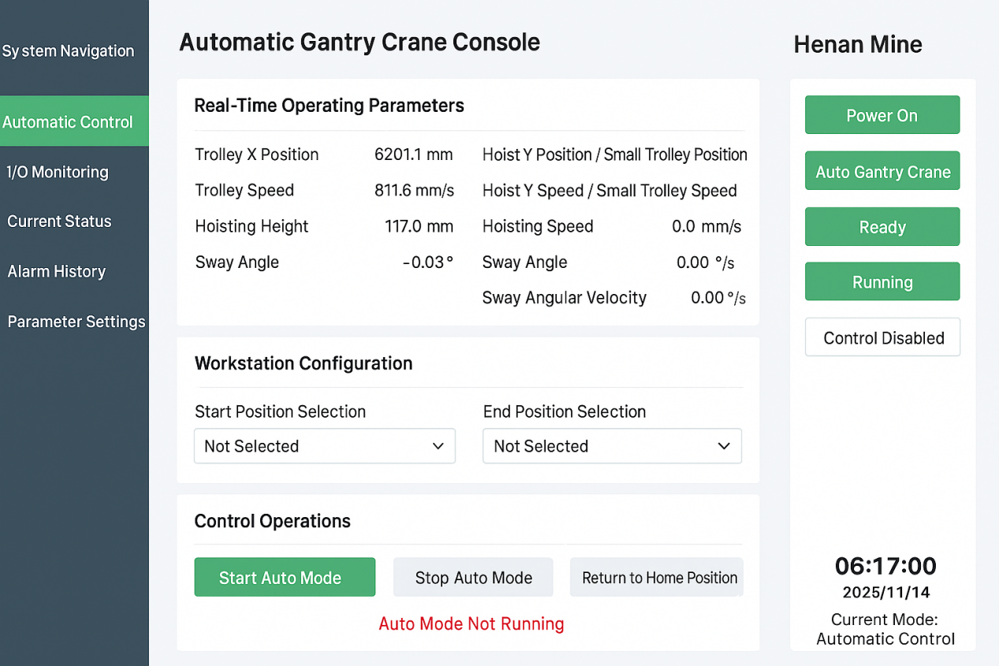 System Navigation
Automatic Control
I/O Monitoring
Current Status
Alarm History
Parameter Settings
Automatic Gantry Crane Console
Real-Time Operating Parameters
Trolley X Position 6201.1 mm Hoist Y Position / Small Trolley Position
Trolley Speed 811.6 mm/s Hoist Y Speed / Small Trolley Speed
Hoisting Height 117.0 mm Hoisting Speed 0.0 mm/s
Sway Angle -0.03° Sway Angle 0.00 °/s
Sway Angular Velocity 0.00 °/s
Workstation Configuration
Start Position Selection End Position Selection
Not Selected Not Selected
Control Operations
Start Auto Mode Stop Auto Mode Return to Home Position
Auto Mode Not Running
Henan Mine
Power On
Auto Gantry Crane
Ready
Running
Control Disabled
06:17:00
2025/11/14
Current Mode:
Automatic Control